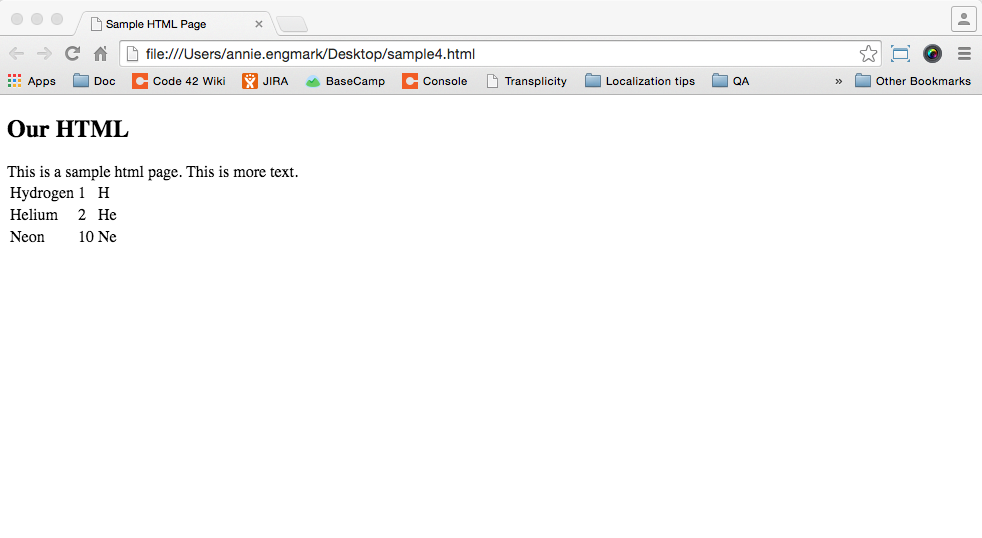 Sample HTML Page
file:///Users/annie.engmark/Desktop/sample4.html
Apps Doc Code 42 Wiki JIRA BaseCamp Console Transplicity Localization tips QA » Other Bookmarks
Our HTML
This is a sample html page. This is more text.
Hydrogen 1 H
Helium 2 He
Neon 10 Ne